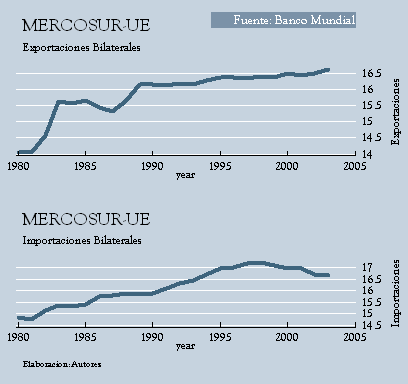 MERCOSUR-UE
Fuente: Banco Mundial
Exportaciones Bilaterales
16.5
16
15.5
15
14.5
14
Exportaciones
1980 1985 1990 1995 2000 2005
year
MERCOSUR-UE
Importaciones Bilaterales
17
16.5
16
15.5
15
14.5
Importaciones
1980 1985 1990 1995 2000 2005
year
Elaboracion: Autores